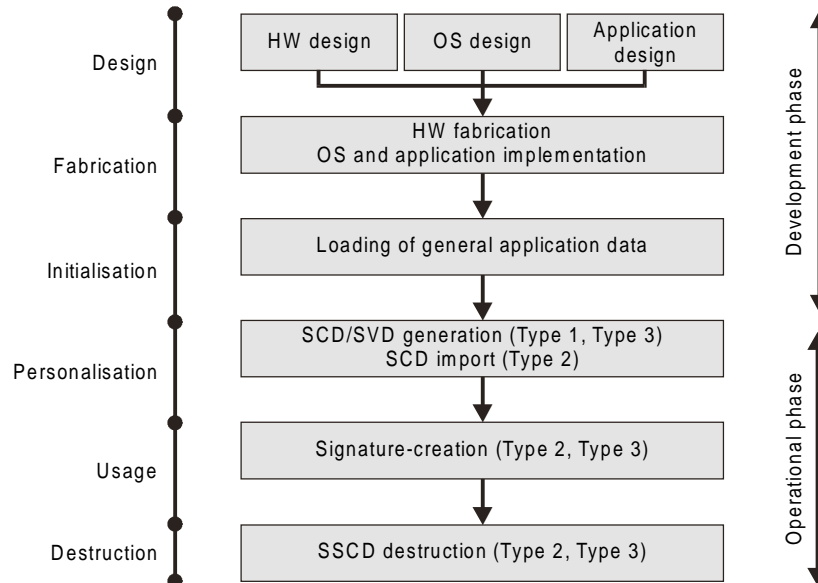 Design
HW design
OS design
Application
design
Fabrication
HW fabrication
OS and application implementation
Initialisation
Loading of general application data
Personalisation
SCD/SVD generation (Type 1, Type 3)
SCD import (Type 2)
Usage
Signature-creation (Type 2, Type 3)
Destruction
SSCD destruction (Type 2, Type 3)
Development phase
Operational phase